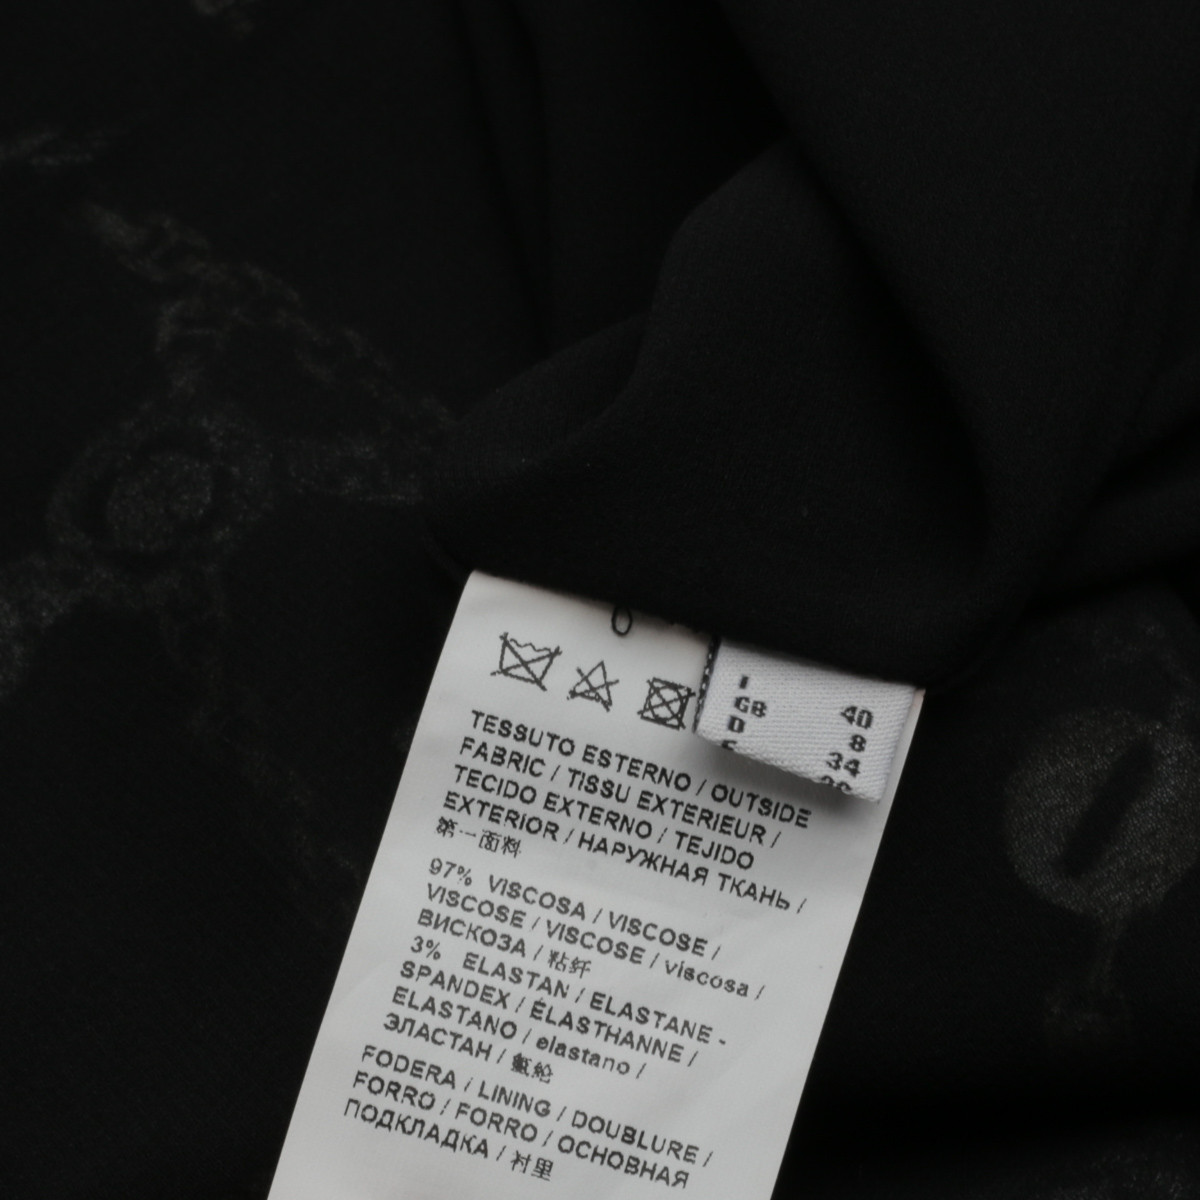 I 40
GB 8
D 34
TESSUTO ESTERNO / OUTSIDE
FABRIC / TISSU EXTERIEUR /
TECIDO EXTERNO / TEJIDO
EXTERIOR / НАРУЖНАЯ ТКАНЬ /
第一面料
97% VISCOSA / VISCOSE /
VISCOSE / VISCOSE / viscosa /
ВИСКОЗА / 粘纤
3% ELASTAN / ELASTANE -
SPANDEX / ÉLASTHANNE /
ELASTANO / elastano /
ЭЛАСТАН / 氨纶
FODERA / LINING / DOUBLURE /
FORRO / FORRO / ОСНОВНАЯ
ПОДКЛАДКА / 衬里